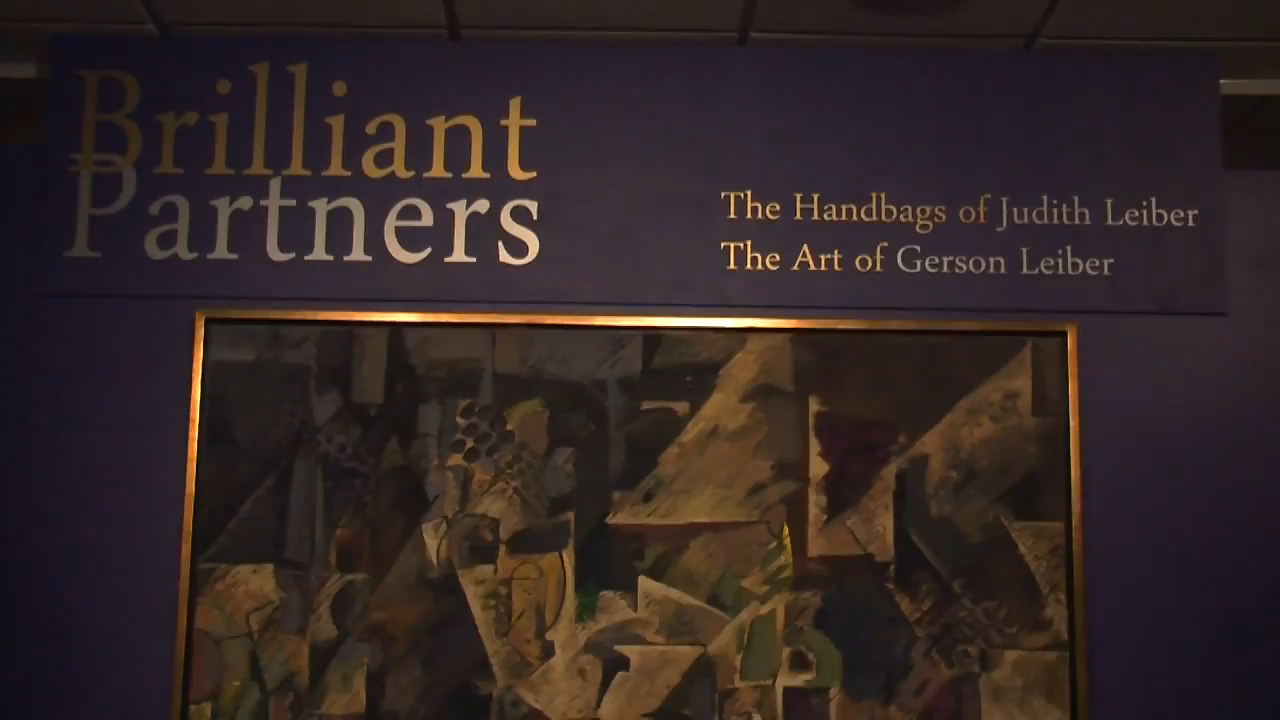 Brilliant
Partners
The Handbags of Judith Leiber
The Art of Gerson Leiber